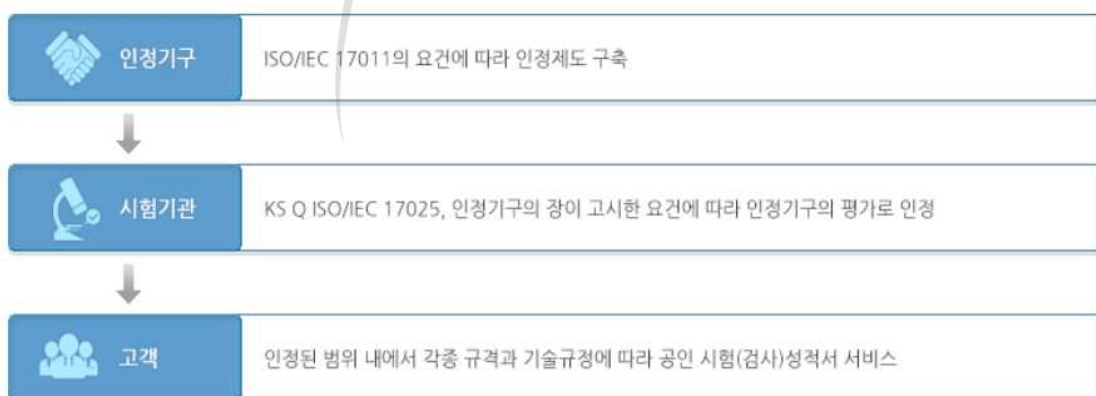 인정기구 ISO/IEC 17011의 요건에 따라 인정제도 구축
시험기관 KS Q ISO/IEC 17025, 인정기구의 장이 고시한 요건에 따라 인정기구의 평가로 인정
고객 인정된 범위 내에서 각종 규격과 기술규정에 따라 공인 시험(검사)성적서 서비스